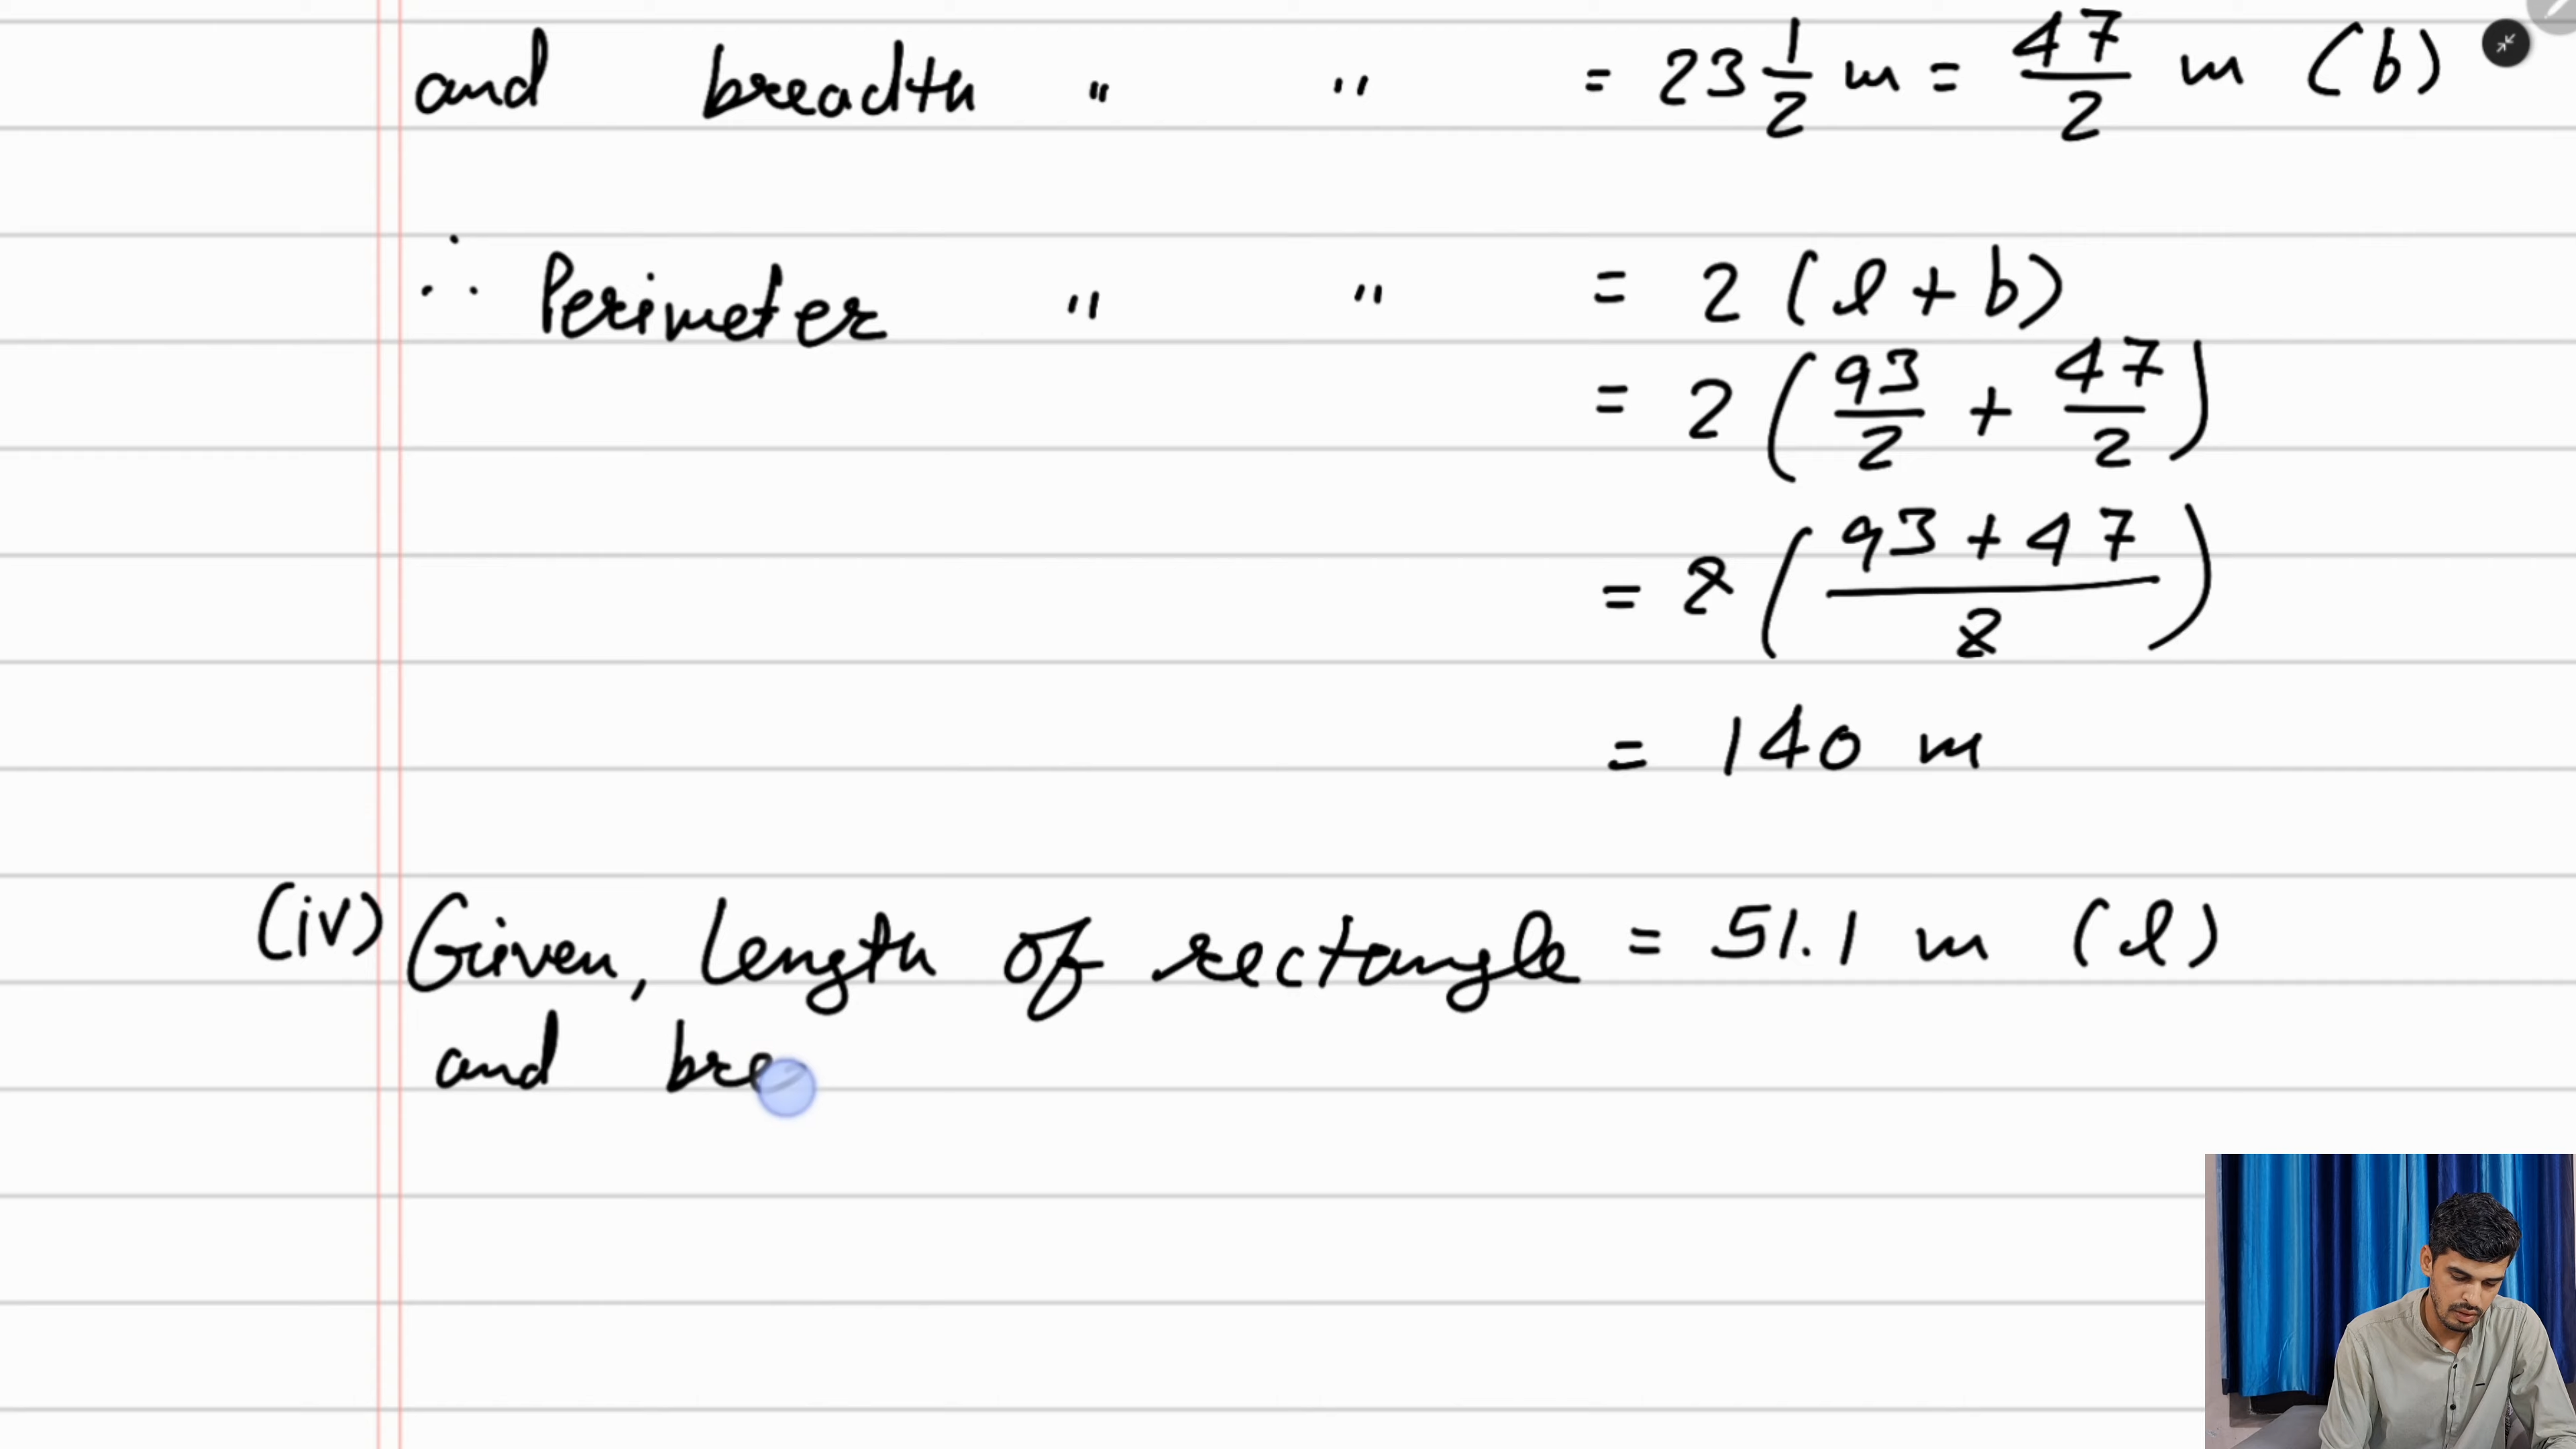 and breadth " " = 23 1/2 m = 47/2 m (b)
∴ Perimeter " " = 2 (l + b)
= 2 (93/2 + 47/2)
= 2 ((93 + 47)/2)
= 140 m
(iv) Given, length of rectangle = 51.1 m (l)
and bre